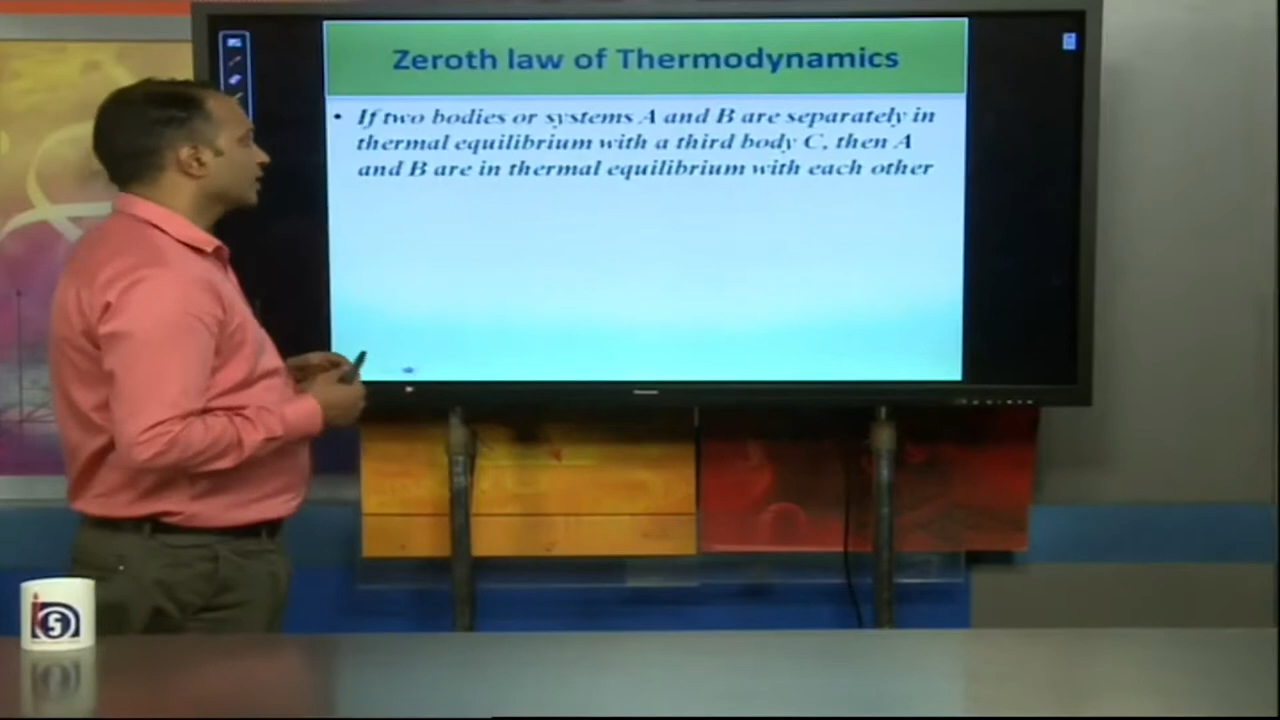 Zeroth law of Thermodynamics
• If two bodies or systems A and B are separately in
thermal equilibrium with a third body C, then A
and B are in thermal equilibrium with each other
5